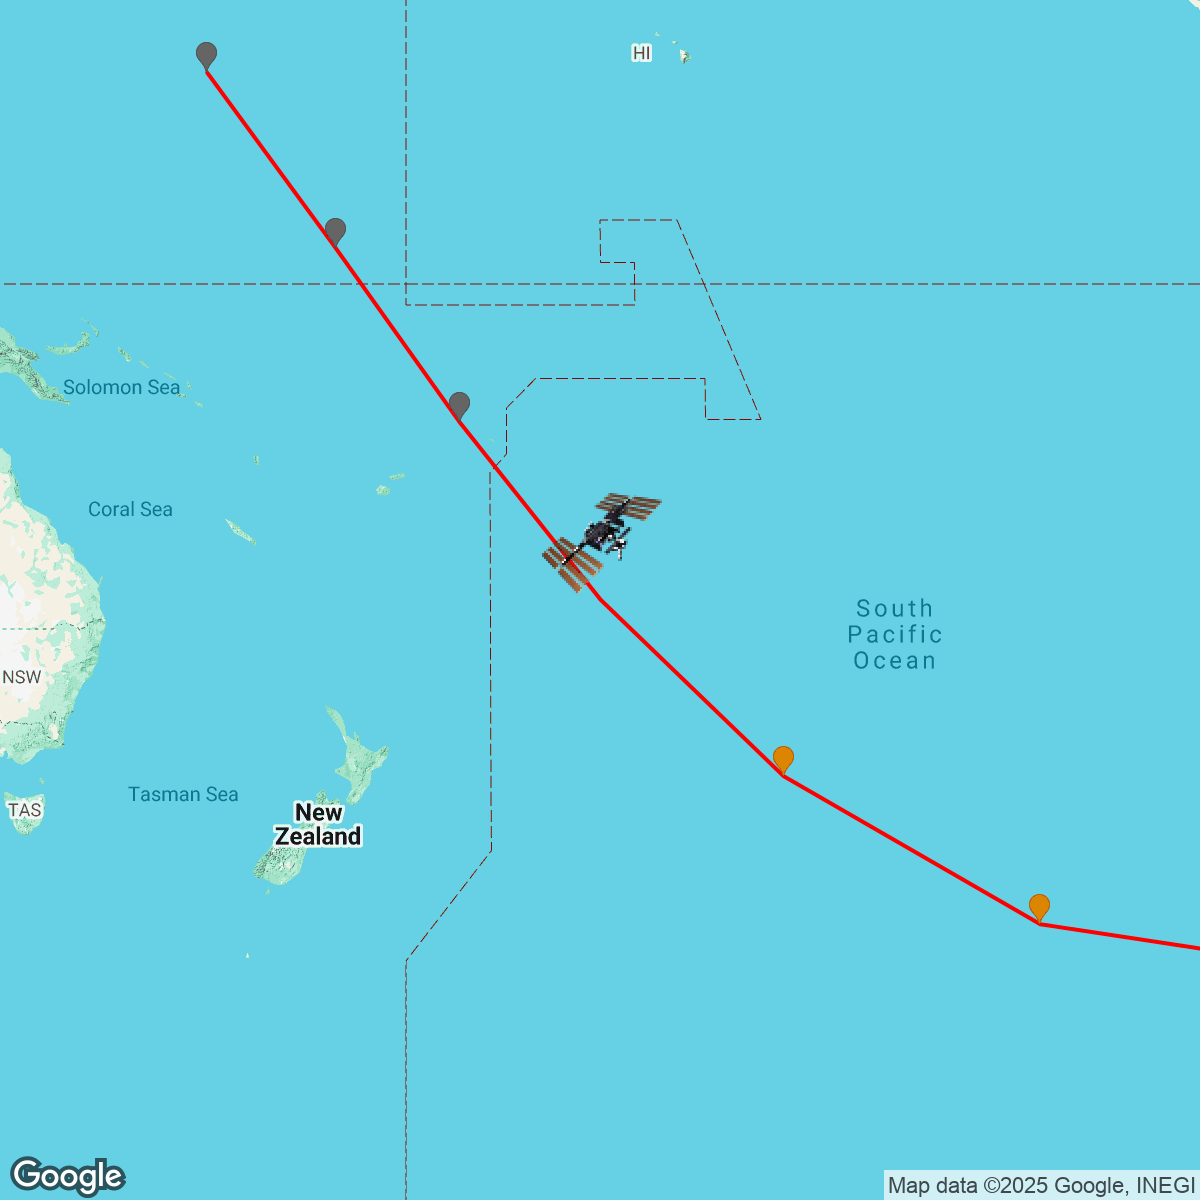 HI
Solomon Sea
Coral Sea
South
Pacific
Ocean
NSW
Tasman Sea
TAS
New
Zealand
Google
Map data ©2025 Google, INEGI